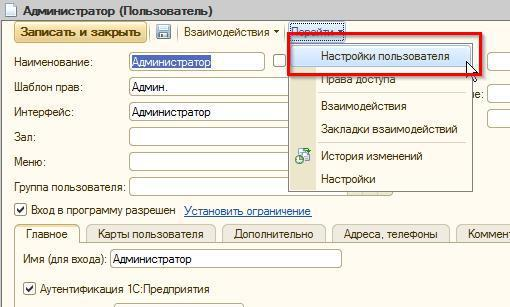 Администратор (Пользователь)
Записать и закрыть Взаимодействия Перейти
Наименование: Администратор
Настройки пользователя
Шаблон прав: Админ.
Права доступа
Интерфейс: Администратор
Взаимодействия
Зал:
Закладки взаимодействий
Меню:
История изменений
Группа пользователя:
Настройки
Вход в программу разрешен Установить ограничение
Главное Карты пользователя Дополнительно Адреса, телефоны Коммент
Имя (для входа): Администратор
Аутентификация 1С:Предприятия